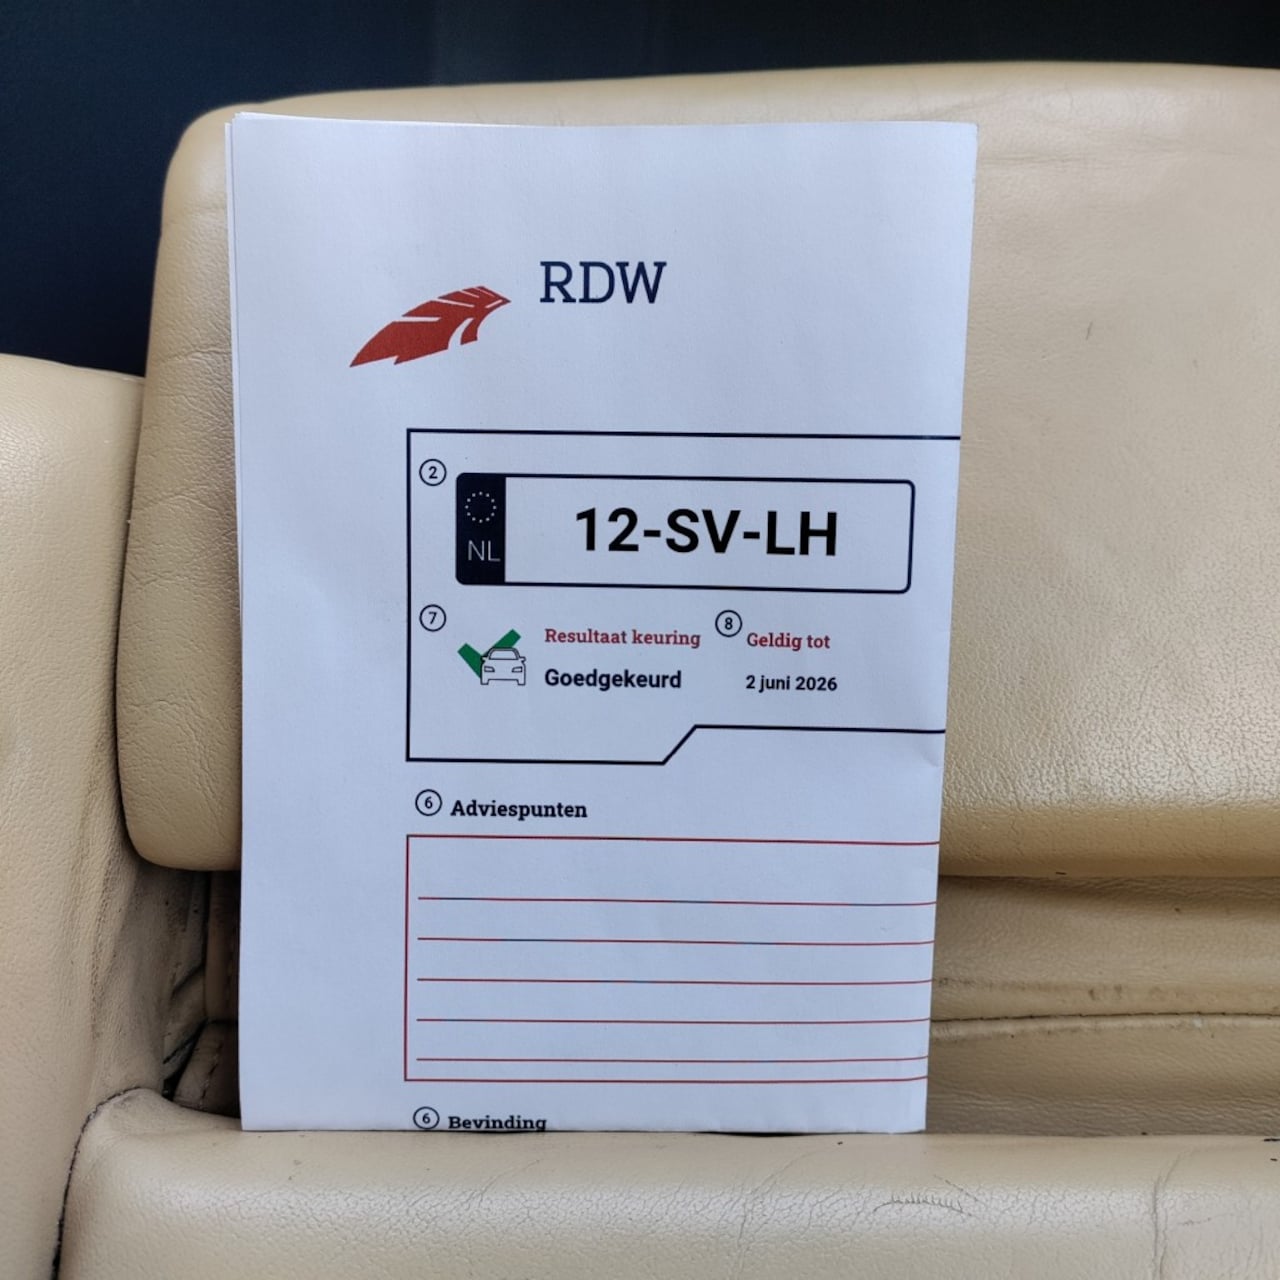 RDW
2
NL
12-SV-LH
7
Resultaat keuring
8
Geldig tot
Goedgekeurd
2 juni 2026
6 Adviespunten
6 Bevinding